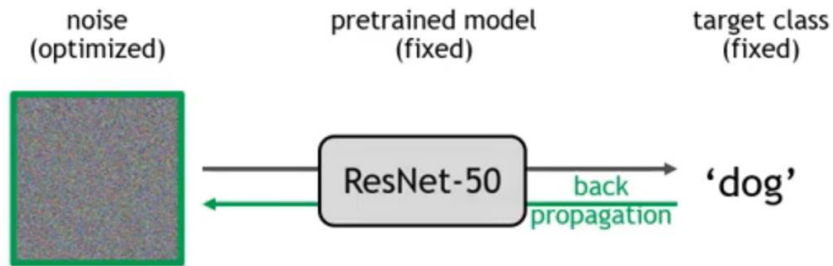 noise
(optimized)
pretrained model
(fixed)
target class
(fixed)
ResNet-50
back
propagation
‘dog’